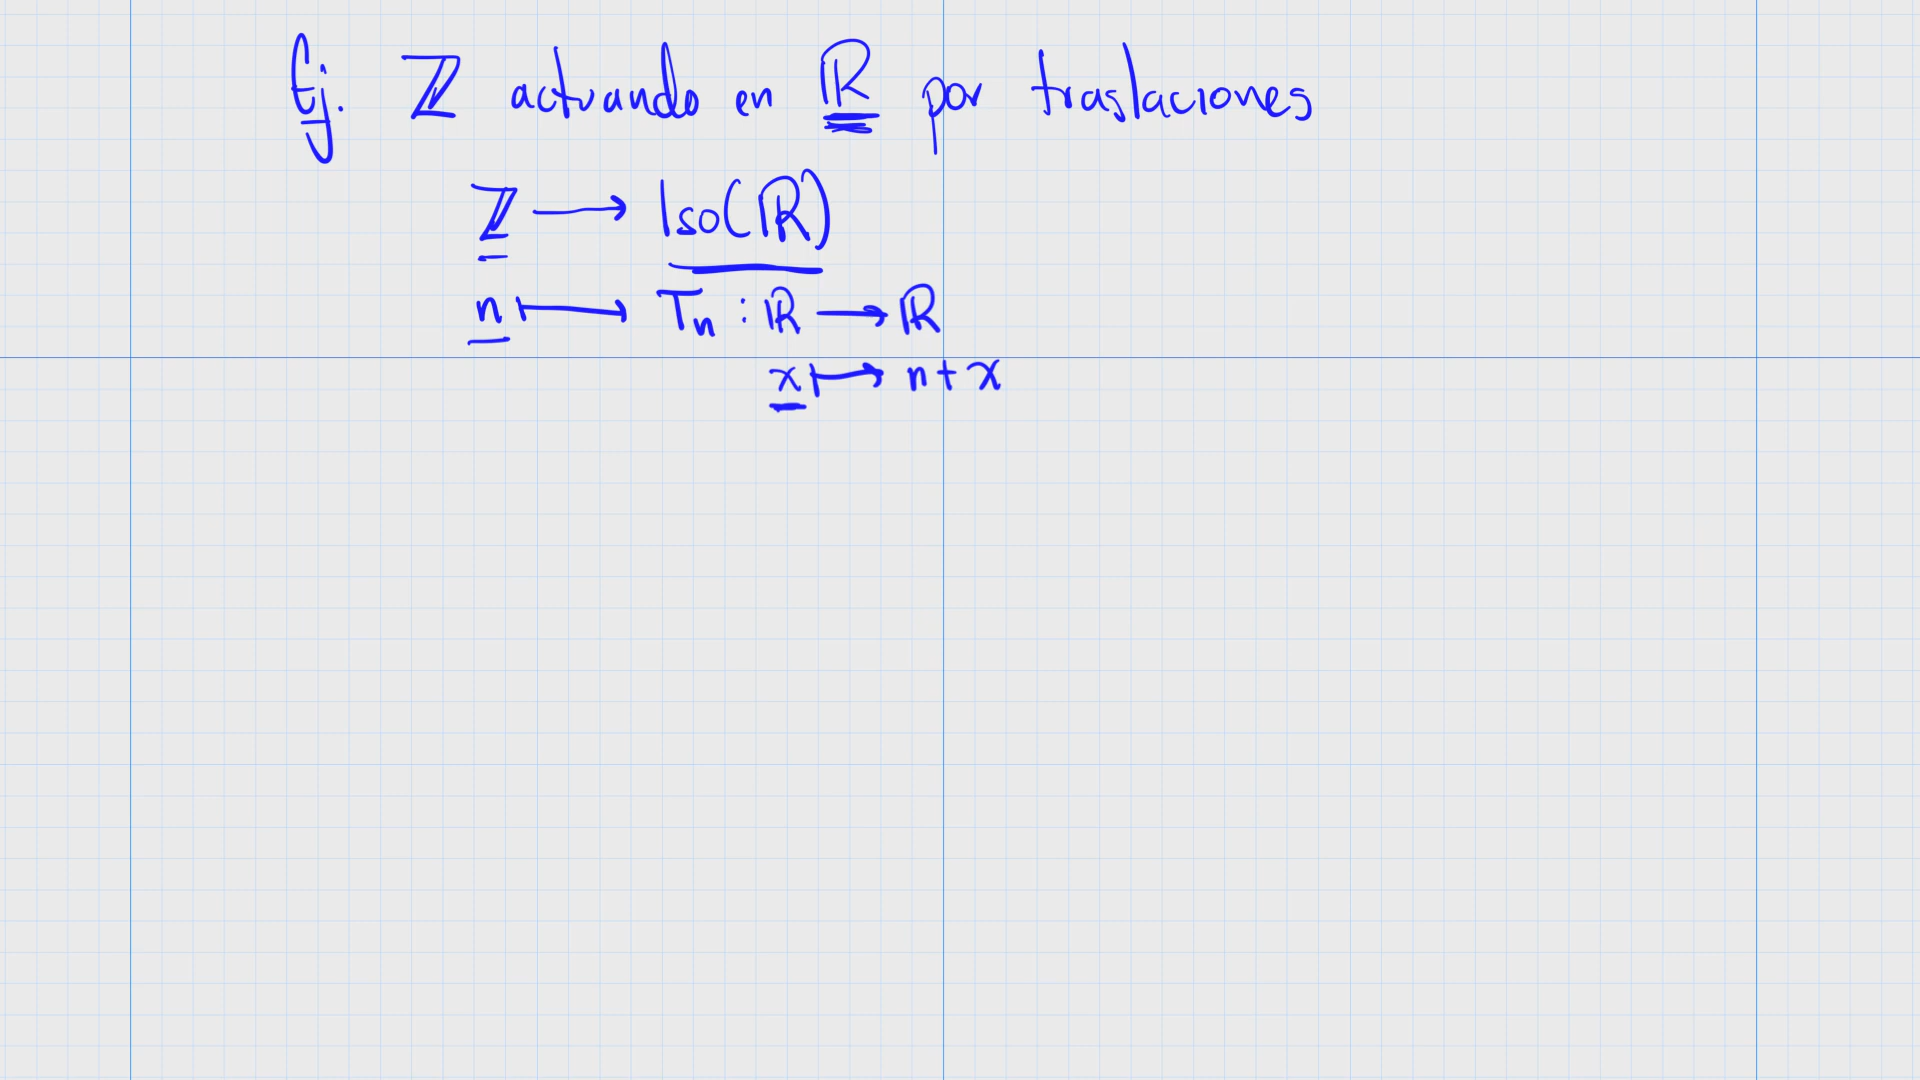 Ej. ℤ actuando en ℝ por traslaciones
ℤ ⟶ Iso(ℝ)
n ⟼ Tn : ℝ ⟶ ℝ
x ⟼ n + x